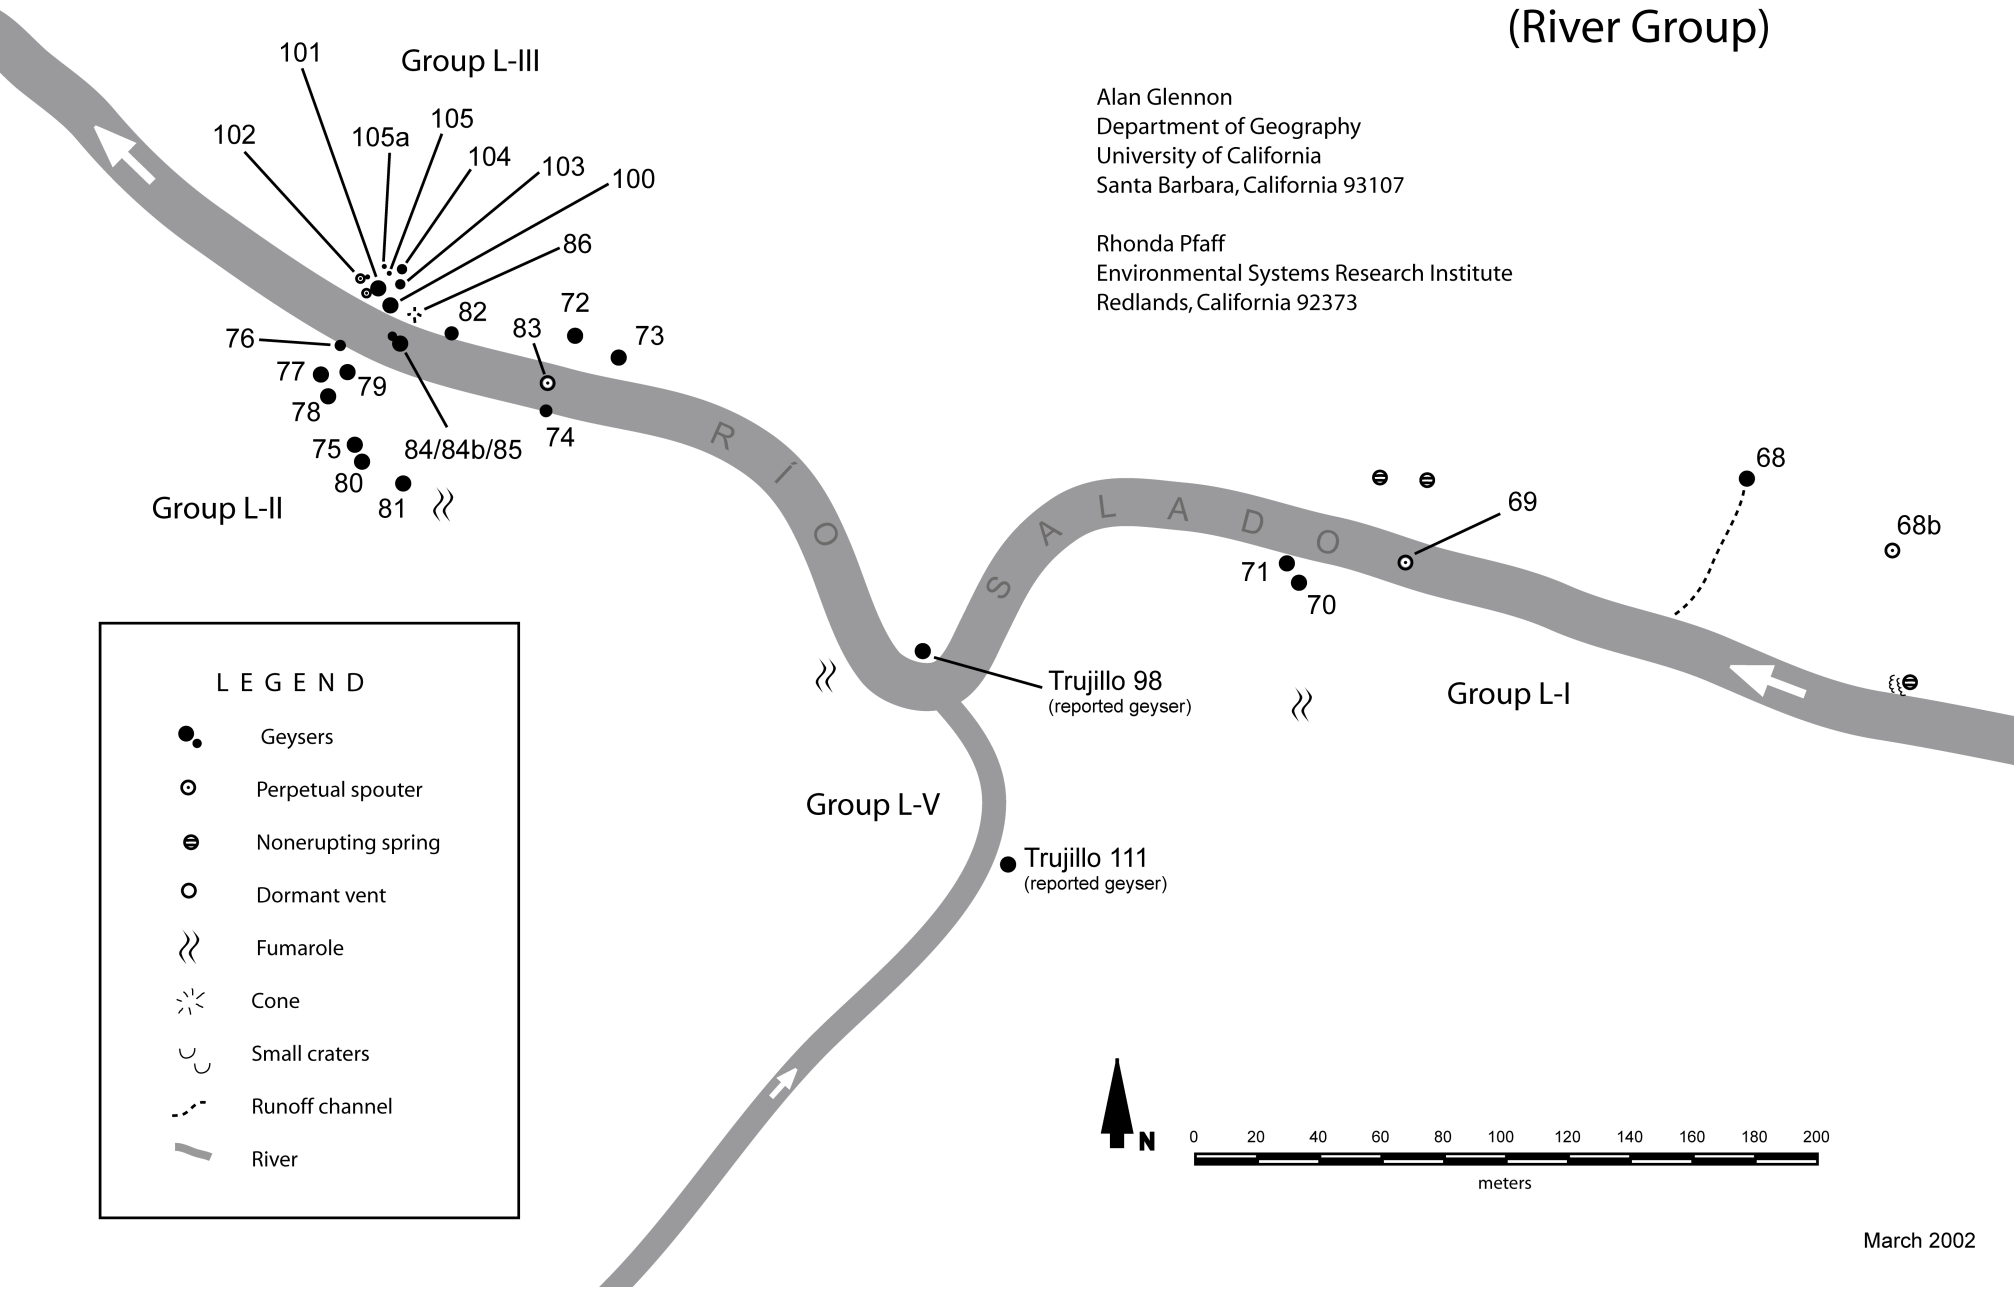 (River Group)
Alan Glennon
Department of Geography
University of California
Santa Barbara, California 93107
Rhonda Pfaff
Environmental Systems Research Institute
Redlands, California 92373
Group L-III
101
102
105a
105
104
103
100
86
82
83
72
73
76
77
79
78
75
80
81
84/84b/85
74
Group L-II
RÍO SALADO
68
68b
69
71
70
Trujillo 98
(reported geyser)
Group L-I
Group L-V
Trujillo 111
(reported geyser)
LEGEND
Geysers
Perpetual spouter
Nonerupting spring
Dormant vent
Fumarole
Cone
Small craters
Runoff channel
River
N
0 20 40 60 80 100 120 140 160 180 200
meters
March 2002